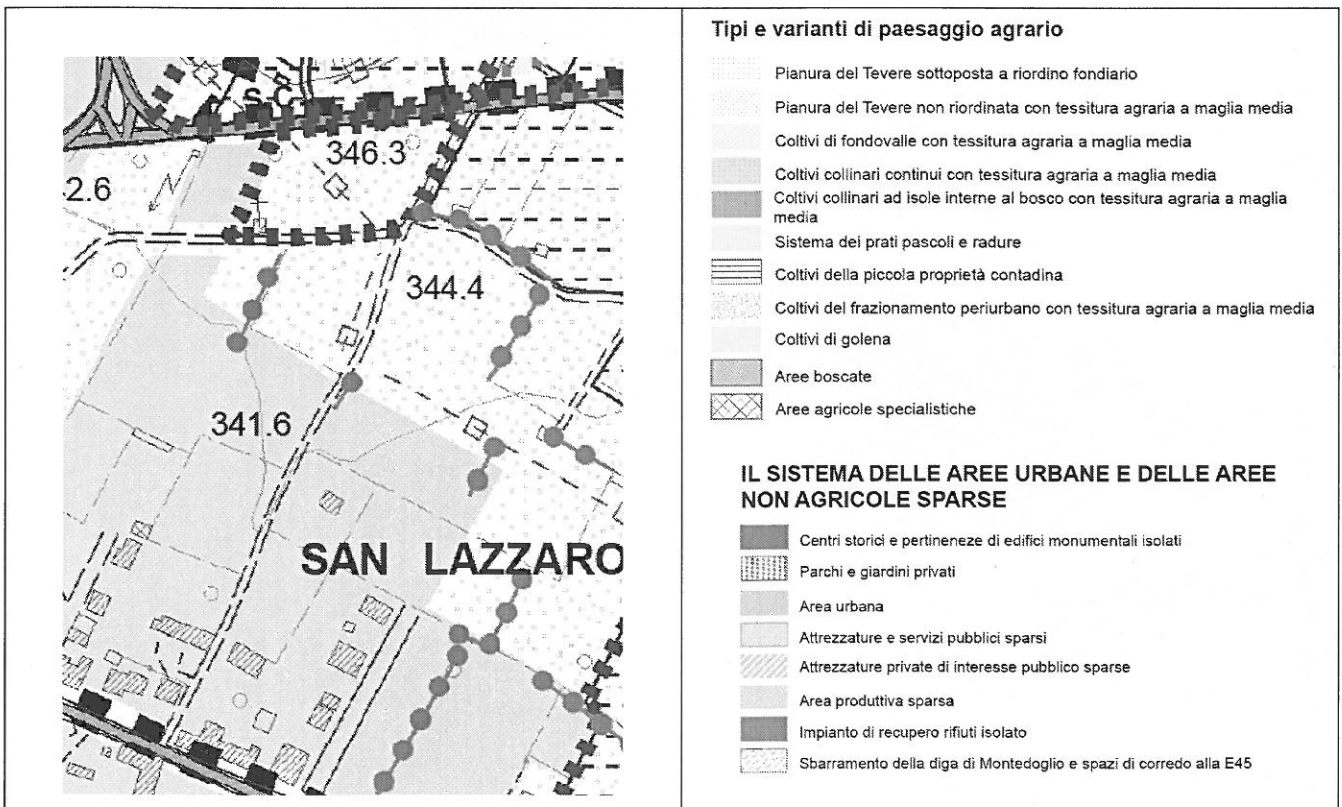 S-C
346.3
2.6
344.4
341.6
SAN LAZZARO
Tipi e varianti di paesaggio agrario
Pianura del Tevere sottoposta a riordino fondiario
Pianura del Tevere non riordinata con tessitura agraria a maglia media
Coltivi di fondovalle con tessitura agraria a maglia media
Coltivi collinari continui con tessitura agraria a maglia media
Coltivi collinari ad isole interne al bosco con tessitura agraria a maglia
media
Sistema dei prati pascoli e radure
Coltivi della piccola proprietà contadina
Coltivi del frazionamento periurbano con tessitura agraria a maglia media
Coltivi di golena
Aree boscate
Aree agricole specialistiche
IL SISTEMA DELLE AREE URBANE E DELLE AREE
NON AGRICOLE SPARSE
Centri storici e pertineneze di edifici monumentali isolati
Parchi e giardini privati
Area urbana
Attrezzature e servizi pubblici sparsi
Attrezzature private di interesse pubblico sparse
Area produttiva sparsa
Impianto di recupero rifiuti isolato
Sbarramento della diga di Montedoglio e spazi di corredo alla E45